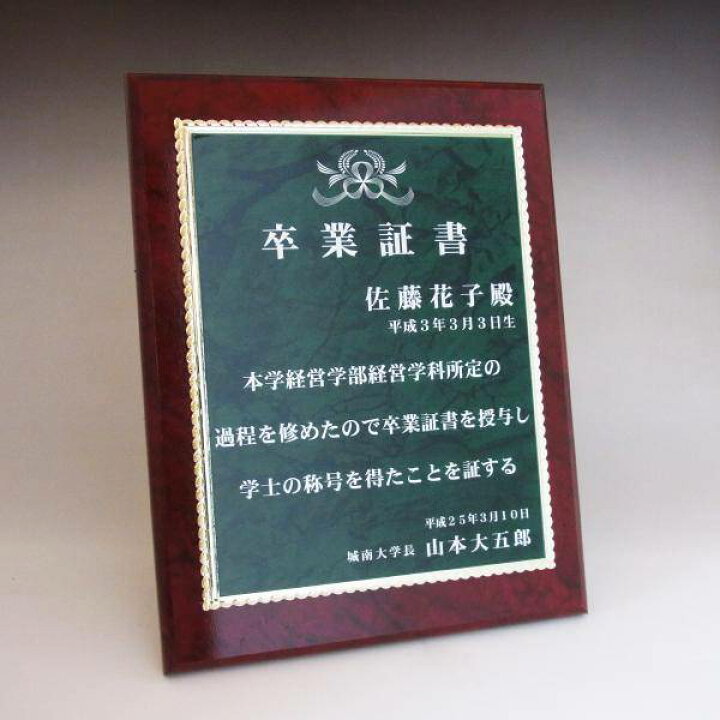 卒業証書
佐藤花子殿
平成3年3月3日生
本学経営学部経営学科所定の
過程を修めたので卒業証書を授与し
学士の称号を得たことを証する
平成25年3月10日
城南大学長 山本大五郎